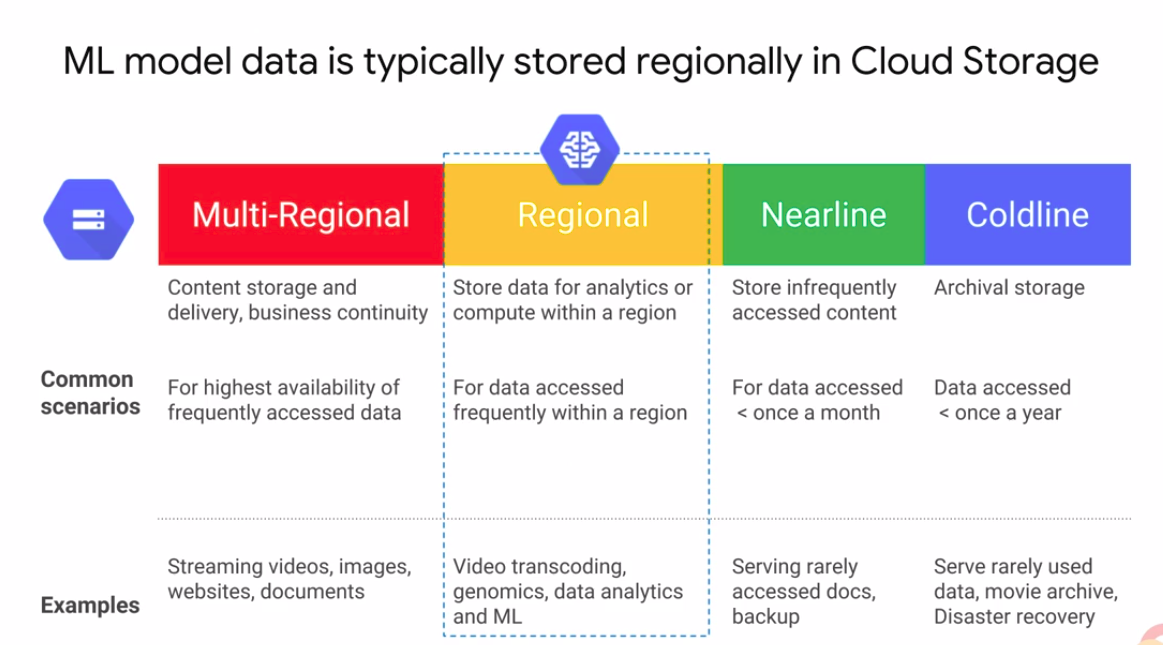 ML model data is typically stored regionally in Cloud Storage
Multi-Regional
Regional
Nearline
Coldline
Content storage and
delivery, business continuity
Store data for analytics or
compute within a region
Store infrequently
accessed content
Archival storage
Common
scenarios
For highest availability of
frequently accessed data
For data accessed
frequently within a region
For data accessed
< once a month
Data accessed
< once a year
Examples
Streaming videos, images,
websites, documents
Video transcoding,
genomics, data analytics
and ML
Serving rarely
accessed docs,
backup
Serve rarely used
data, movie archive,
Disaster recovery